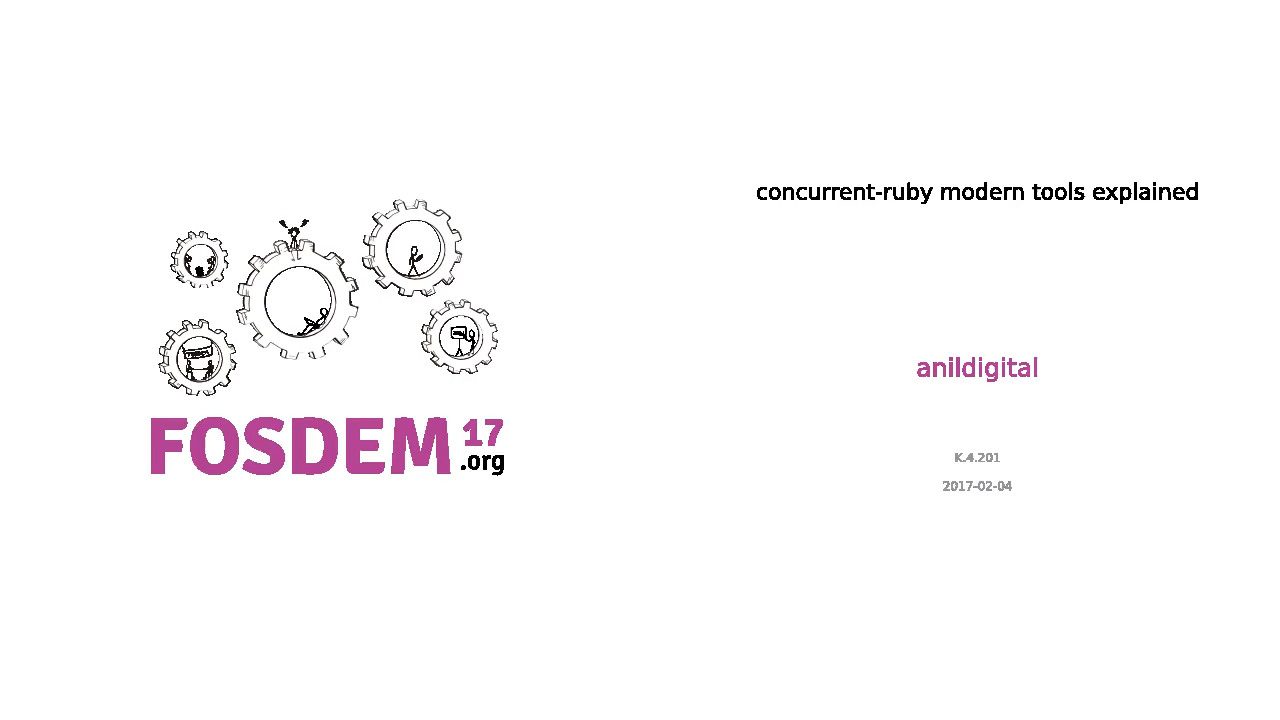 FOSDEM 17
.org
concurrent-ruby modern tools explained
anildigital
K.4.201
2017-02-04